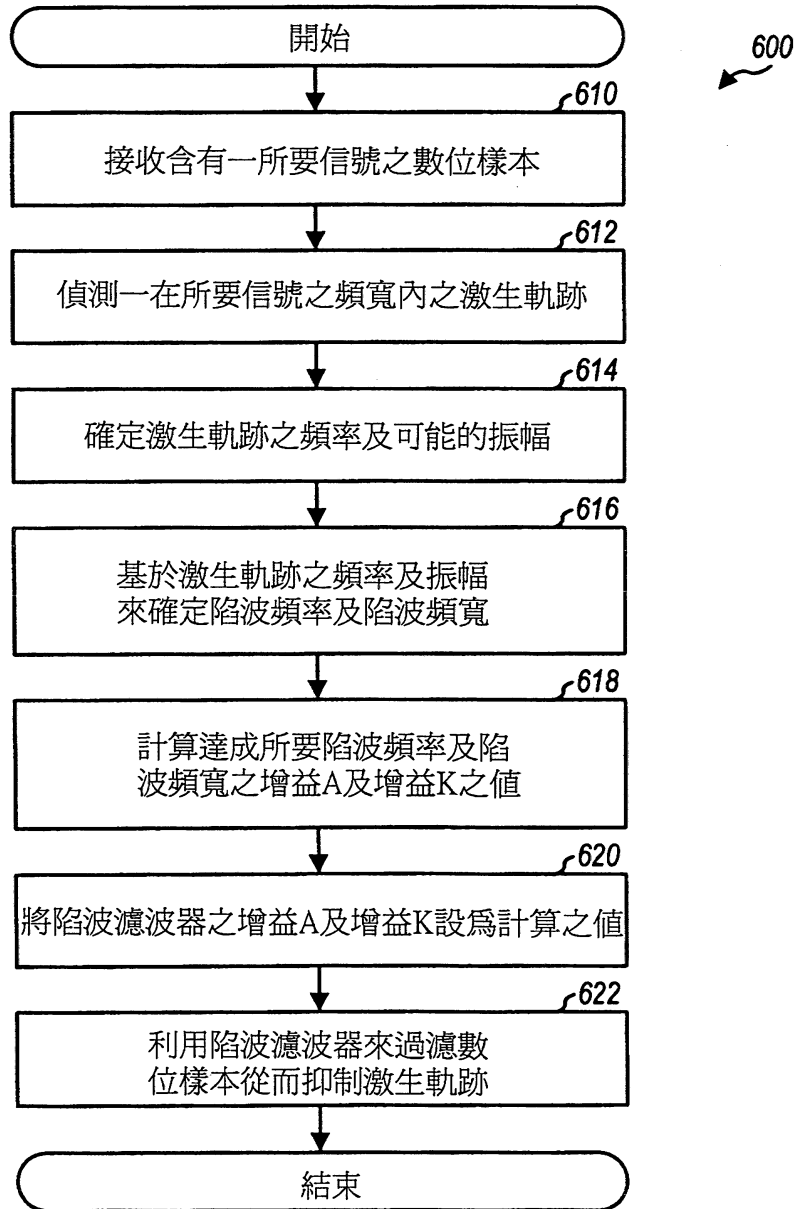 開始
600
610
接收含有一所要信號之數位樣本
612
偵測一在所要信號之頻寬內之激生軌跡
614
確定激生軌跡之頻率及可能的振幅
616
基於激生軌跡之頻率及振幅
來確定陷波頻率及陷波頻寬
618
計算達成所要陷波頻率及陷
波頻寬之增益A及增益K之值
620
將陷波濾波器之增益A及增益K設為計算之值
622
利用陷波濾波器來過濾數
位樣本從而抑制激生軌跡
結束